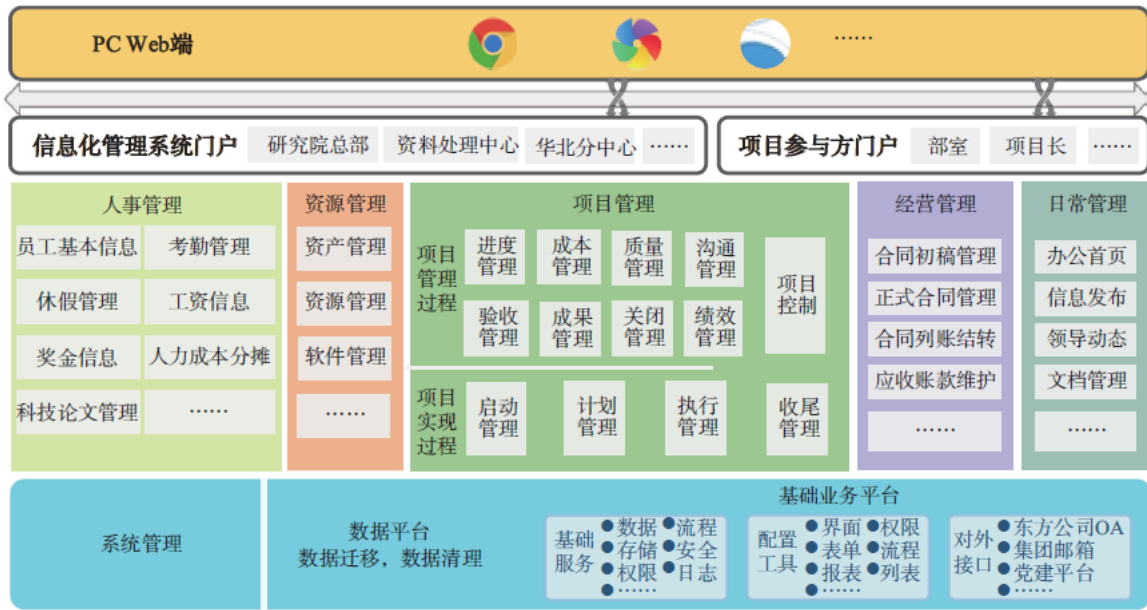 PC Web端
……
信息化管理系统门户 研究院总部 资料处理中心 华北分中心 ……
项目参与方门户 部室 项目长 ……
人事管理
员工基本信息 考勤管理
休假管理 工资信息
奖金信息 人力成本分摊
科技论文管理 ……
资源管理
资产管理
资源管理
软件管理
……
项目管理
项目
管理
过程
进度
管理
成本
管理
质量
管理
沟通
管理
验收
管理
成果
管理
关闭
管理
绩效
管理
项目
控制
项目
实现
过程
启动
管理
计划
管理
执行
管理
收尾
管理
经营管理
合同初稿管理
正式合同管理
合同列账结转
应收账款维护
……
日常管理
办公首页
信息发布
领导动态
文档管理
……
系统管理
数据平台
数据迁移，数据清理
基础业务平台
基础
服务
●数据 ●流程
●存储 ●安全
●权限 ●日志
●……
配置
工具
●界面 ●权限
●表单 ●流程
●报表 ●列表
●……
对外
接口
●东方公司OA
●集团邮箱
●党建平台
●……